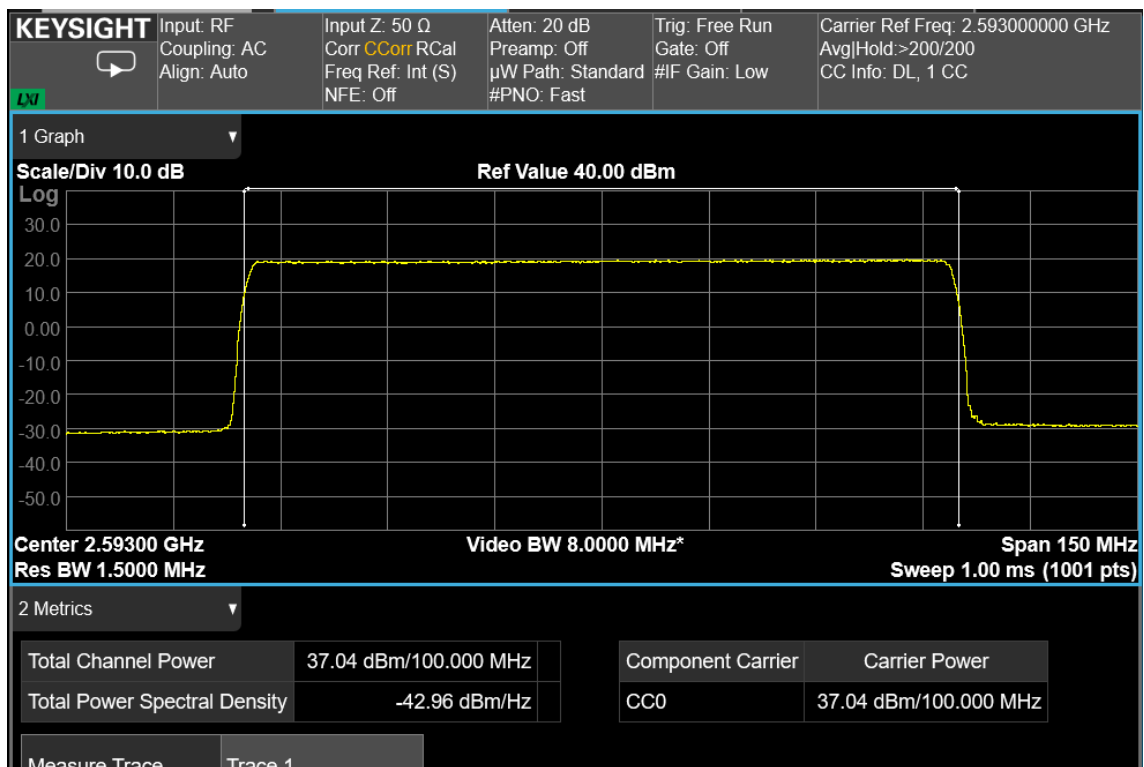 KEYSIGHT
LXI
Input: RF
Coupling: AC
Align: Auto
Input Z: 50 Ω
Corr CCorr RCal
Freq Ref: Int (S)
NFE: Off
Atten: 20 dB
Preamp: Off
µW Path: Standard
#PNO: Fast
Trig: Free Run
Gate: Off
#IF Gain: Low
Carrier Ref Freq: 2.593000000 GHz
Avg|Hold:>200/200
CC Info: DL, 1 CC
1 Graph
Scale/Div 10.0 dB
Ref Value 40.00 dBm
Log
30.0
20.0
10.0
0.00
-10.0
-20.0
-30.0
-40.0
-50.0
Center 2.59300 GHz
Video BW 8.0000 MHz*
Span 150 MHz
Res BW 1.5000 MHz
Sweep 1.00 ms (1001 pts)
2 Metrics
Total Channel Power 37.04 dBm/100.000 MHz
Total Power Spectral Density -42.96 dBm/Hz
Component Carrier Carrier Power
CC0 37.04 dBm/100.000 MHz
Measure Trace Trace 1